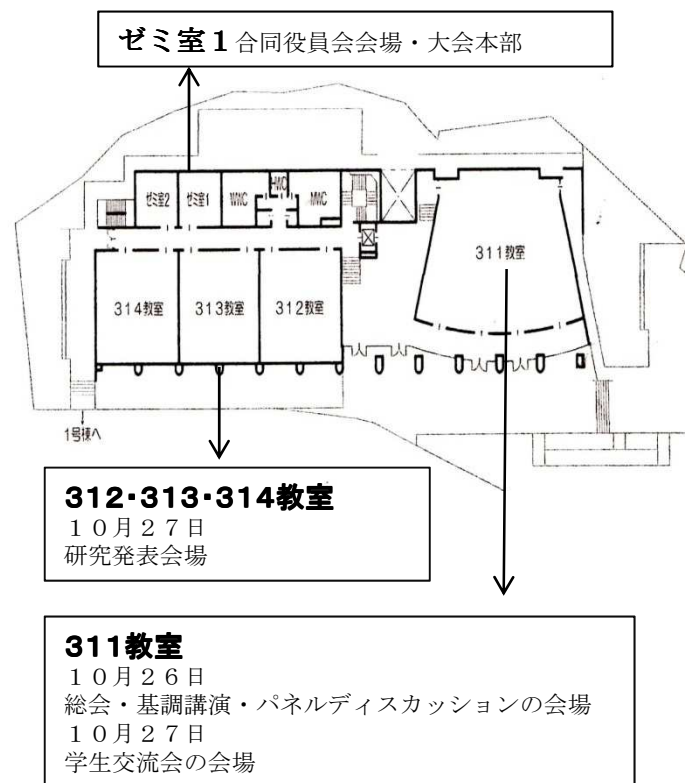 ゼミ室1 合同役員会会場・大会本部
ゼミ室2
ゼミ室1
WWC
HWC
MWC
311教室
314教室
313教室
312教室
1号棟へ
312・313・314教室
１０月２７日
研究発表会場
311教室
１０月２６日
総会・基調講演・パネルディスカッションの会場
１０月２７日
学生交流会の会場